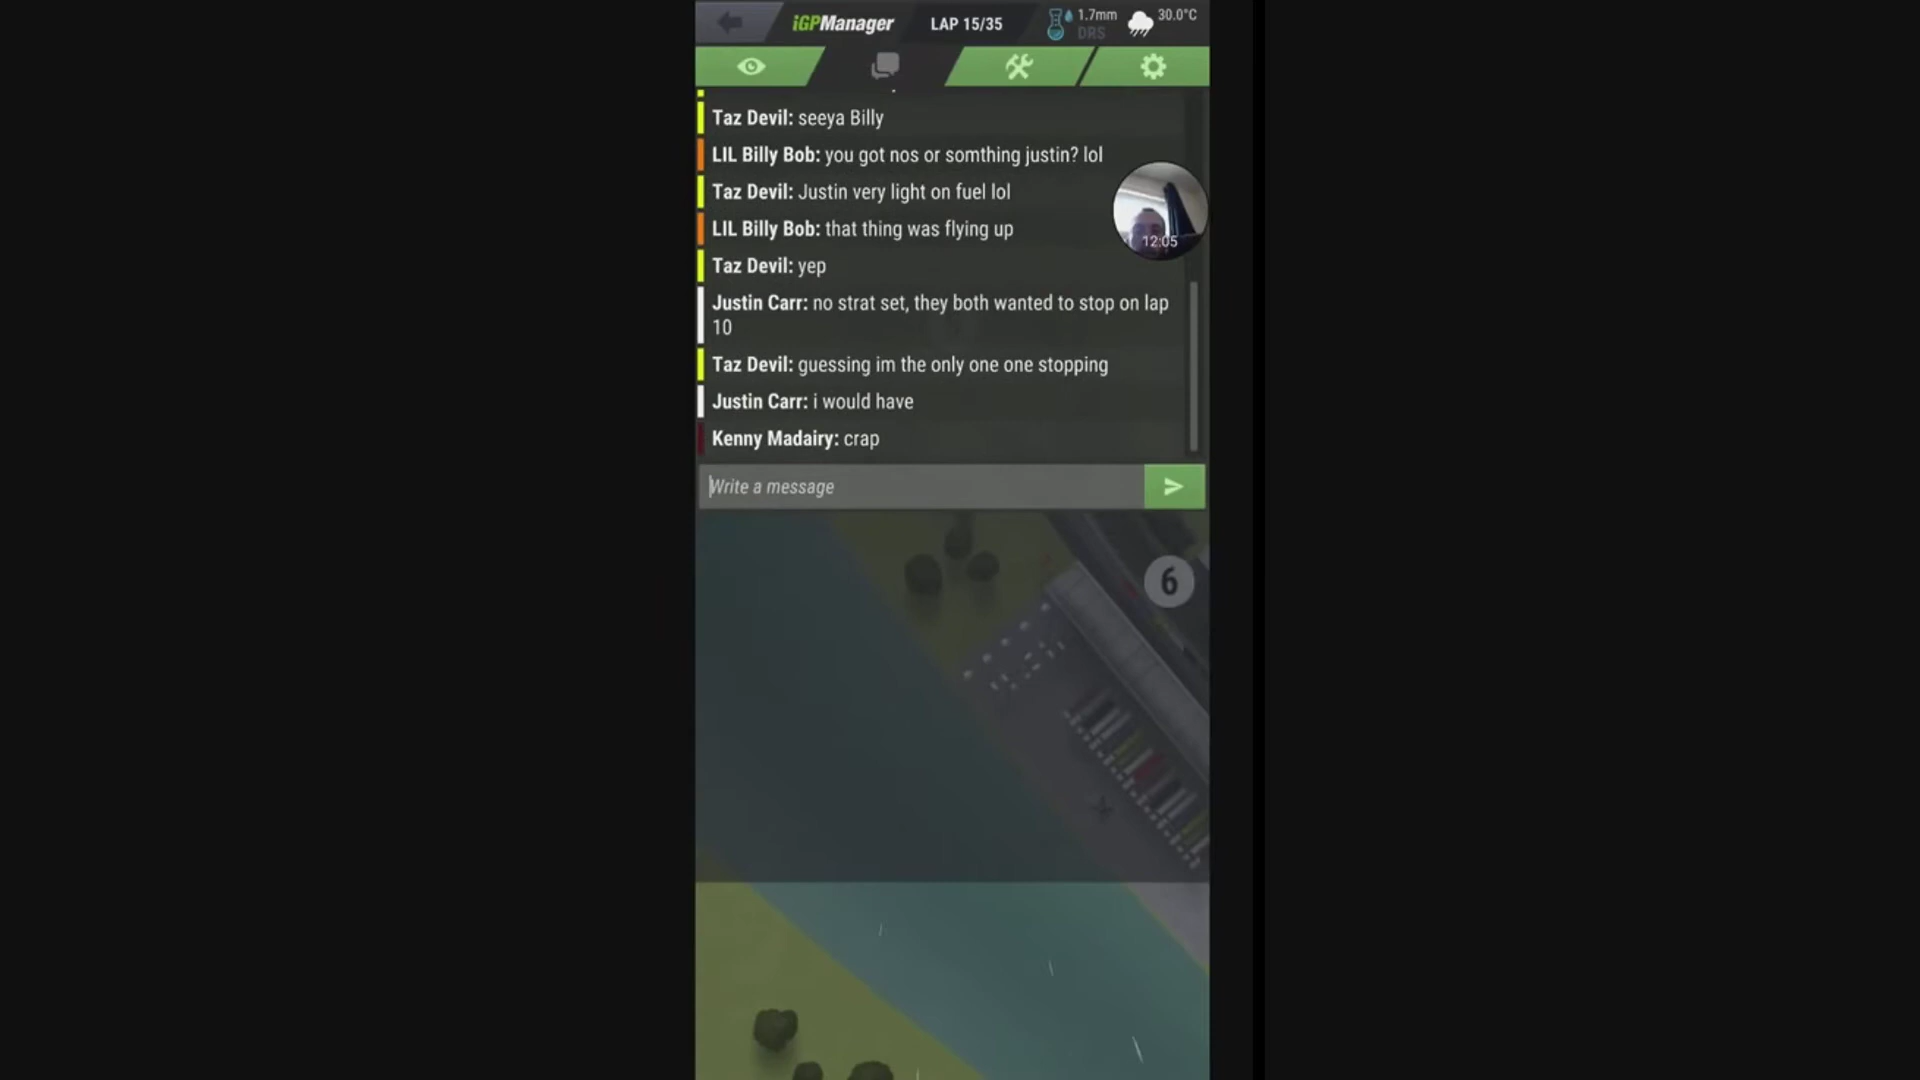 iGPManager LAP 15/35 1.7mm DRS 30.0°C
Taz Devil: seeya Billy
LIL Billy Bob: you got nos or somthing justin? lol
Taz Devil: Justin very light on fuel lol
LIL Billy Bob: that thing was flying up
12:05
Taz Devil: yep
Justin Carr: no strat set, they both wanted to stop on lap
10
Taz Devil: guessing im the only one one stopping
Justin Carr: i would have
Kenny Madairy: crap
Write a message
6